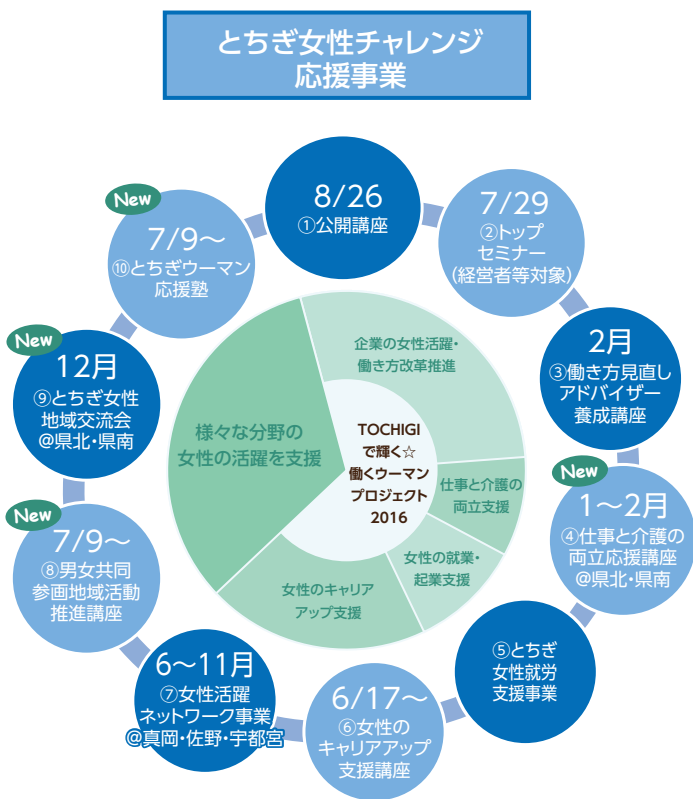 とちぎ女性チャレンジ
応援事業
8/26
①公開講座
7/29
②トップ
セミナー
(経営者等対象)
2月
③働き方見直し
アドバイザー
養成講座
New
1～2月
④仕事と介護の
両立応援講座
@県北・県南
⑤とちぎ
女性就労
支援事業
6/17～
⑥女性の
キャリアアップ
支援講座
6～11月
⑦女性活躍
ネットワーク事業
@真岡・佐野・宇都宮
New
7/9～
⑧男女共同
参画地域活動
推進講座
New
12月
⑨とちぎ女性
地域交流会
@県北・県南
New
7/9～
⑩とちぎウーマン
応援塾
企業の女性活躍・
働き方改革推進
仕事と介護の
両立支援
女性の就業・
起業支援
女性のキャリア
アップ支援
様々な分野の
女性の活躍を支援
TOCHIGI
で輝く☆
働くウーマン
プロジェクト
2016